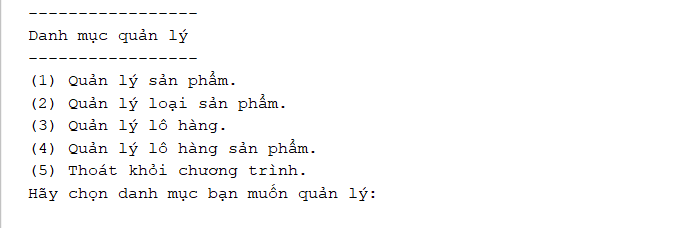 -----------------
Danh mục quản lý
-----------------
(1) Quản lý sản phẩm.
(2) Quản lý loại sản phẩm.
(3) Quản lý lô hàng.
(4) Quản lý lô hàng sản phẩm.
(5) Thoát khỏi chương trình.
Hãy chọn danh mục bạn muốn quản lý: